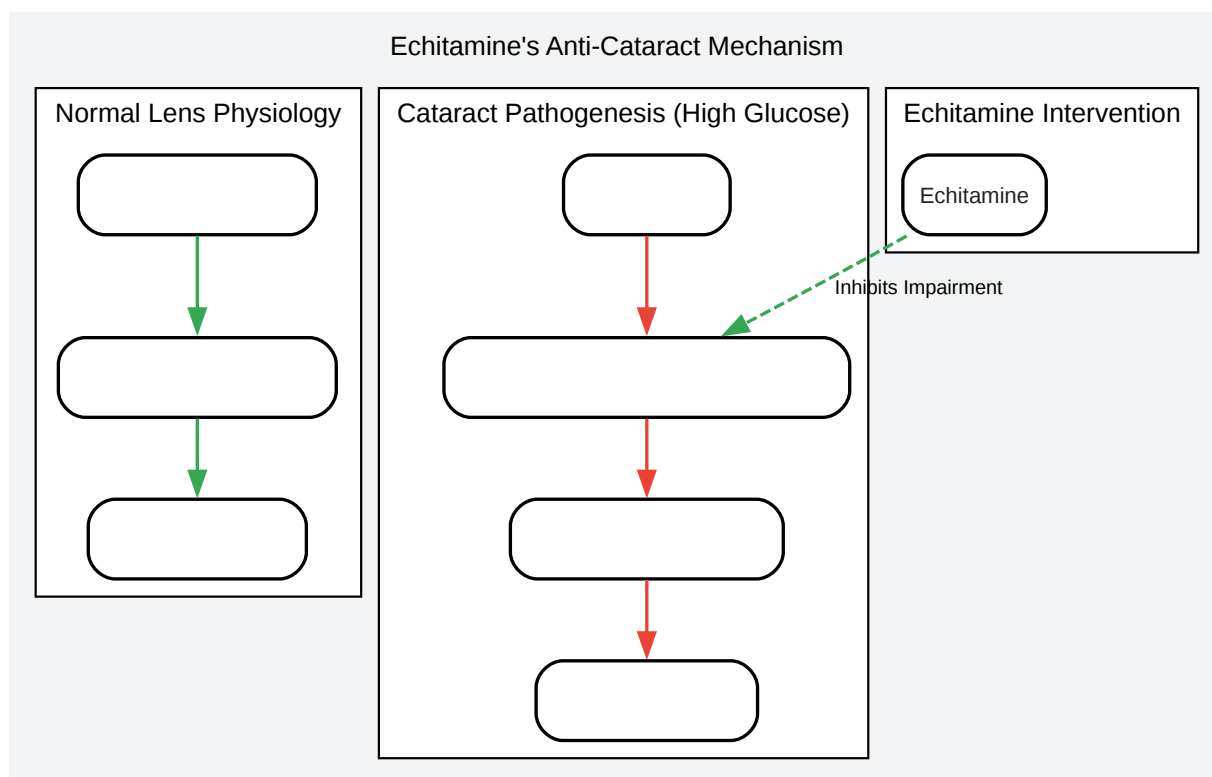 Echitamine's Anti-Cataract Mechanism
Normal Lens Physiology
Cataract Pathogenesis (High Glucose)
Echitamine Intervention
Echitamine
Inhibits Impairment